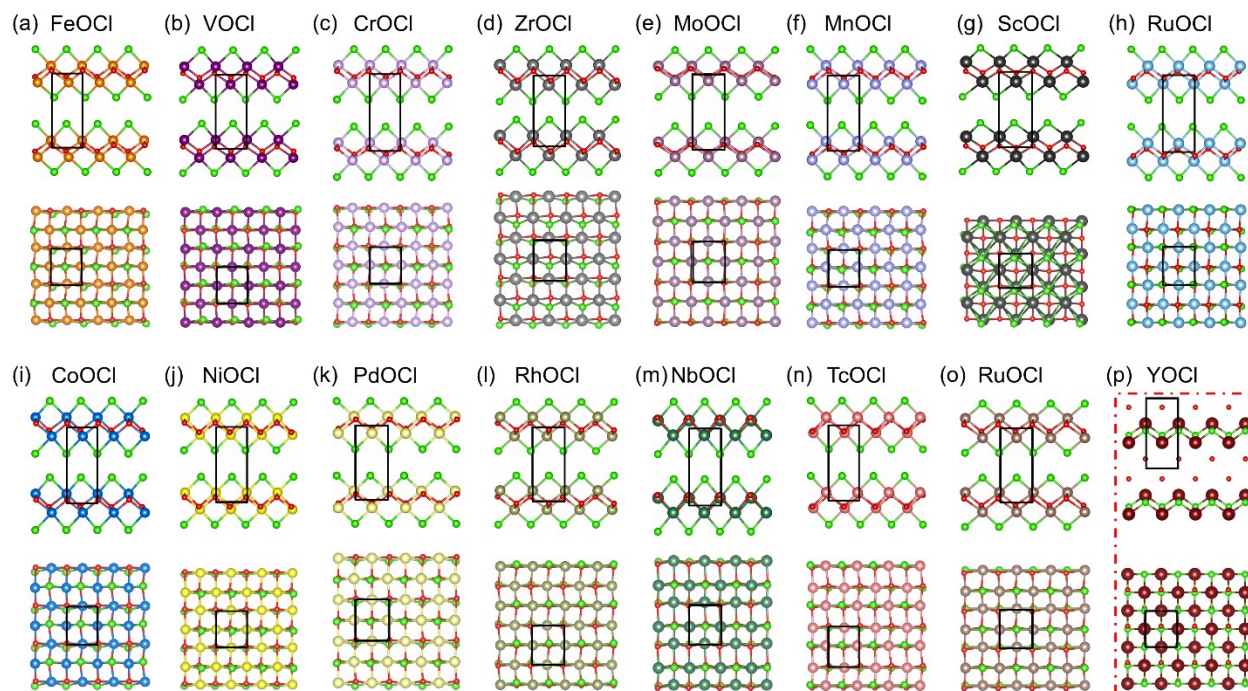 (a) FeOCl (b) VOCl (c) CrOCl (d) ZrOCl (e) MoOCl (f) MnOCl (g) ScOCl (h) RuOCl
(i) CoOCl (j) NiOCl (k) PdOCl (l) RhOCl (m) NbOCl (n) TcOCl (o) RuOCl (p) YOCl